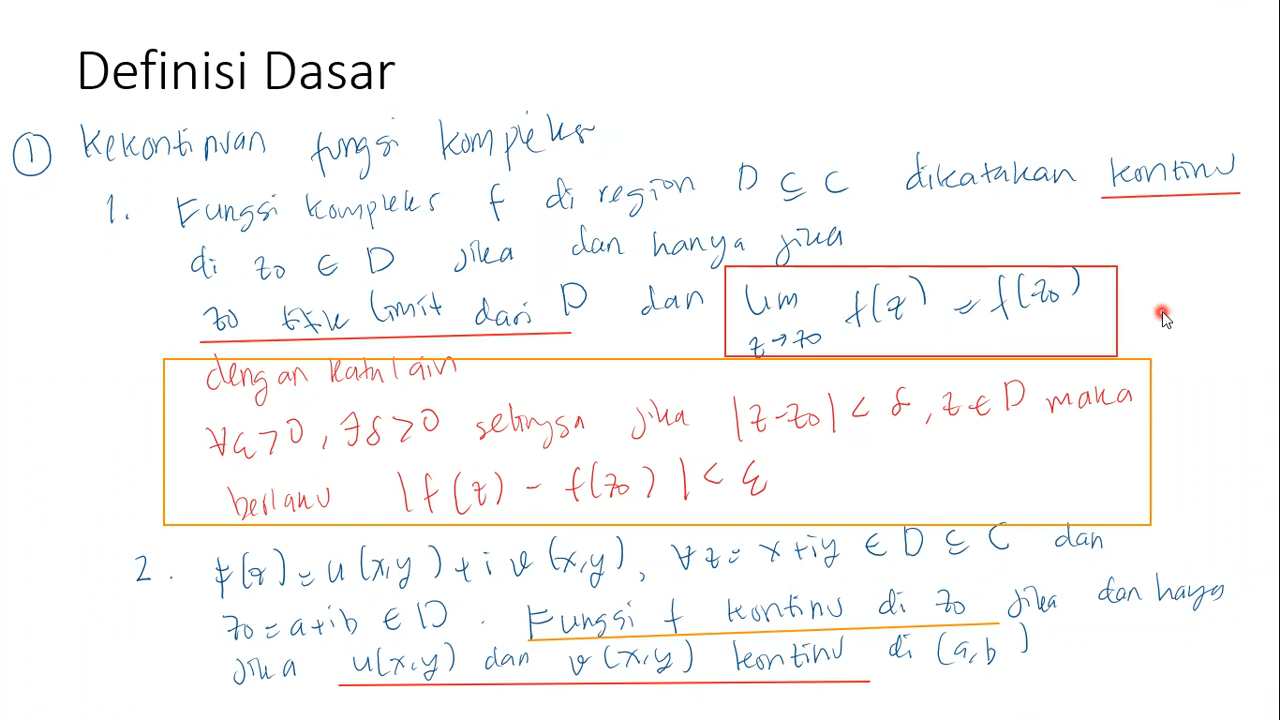 Definisi Dasar
① Kekontinuan fungsi kompleks
1. Fungsi kompleks f di region D ⊆ C dikatakan kontinu
di z₀ ∈ D jika dan hanya jika
z₀ ttk limit dari D dan lim f(z) = f(z₀)
z→z₀
dengan kata lain
∀ε>0, ∃δ>0 sehingga jika |z-z₀| < δ, z∈D maka
berlaku |f(z) - f(z₀)| < ε
2. f(z) = u(x,y) + i v(x,y), ∀z = x+iy ∈ D ⊆ C dan
z₀ = a+ib ∈ D. Fungsi f kontinu di z₀ jika dan hanya
jika u(x,y) dan v(x,y) kontinu di (a,b)